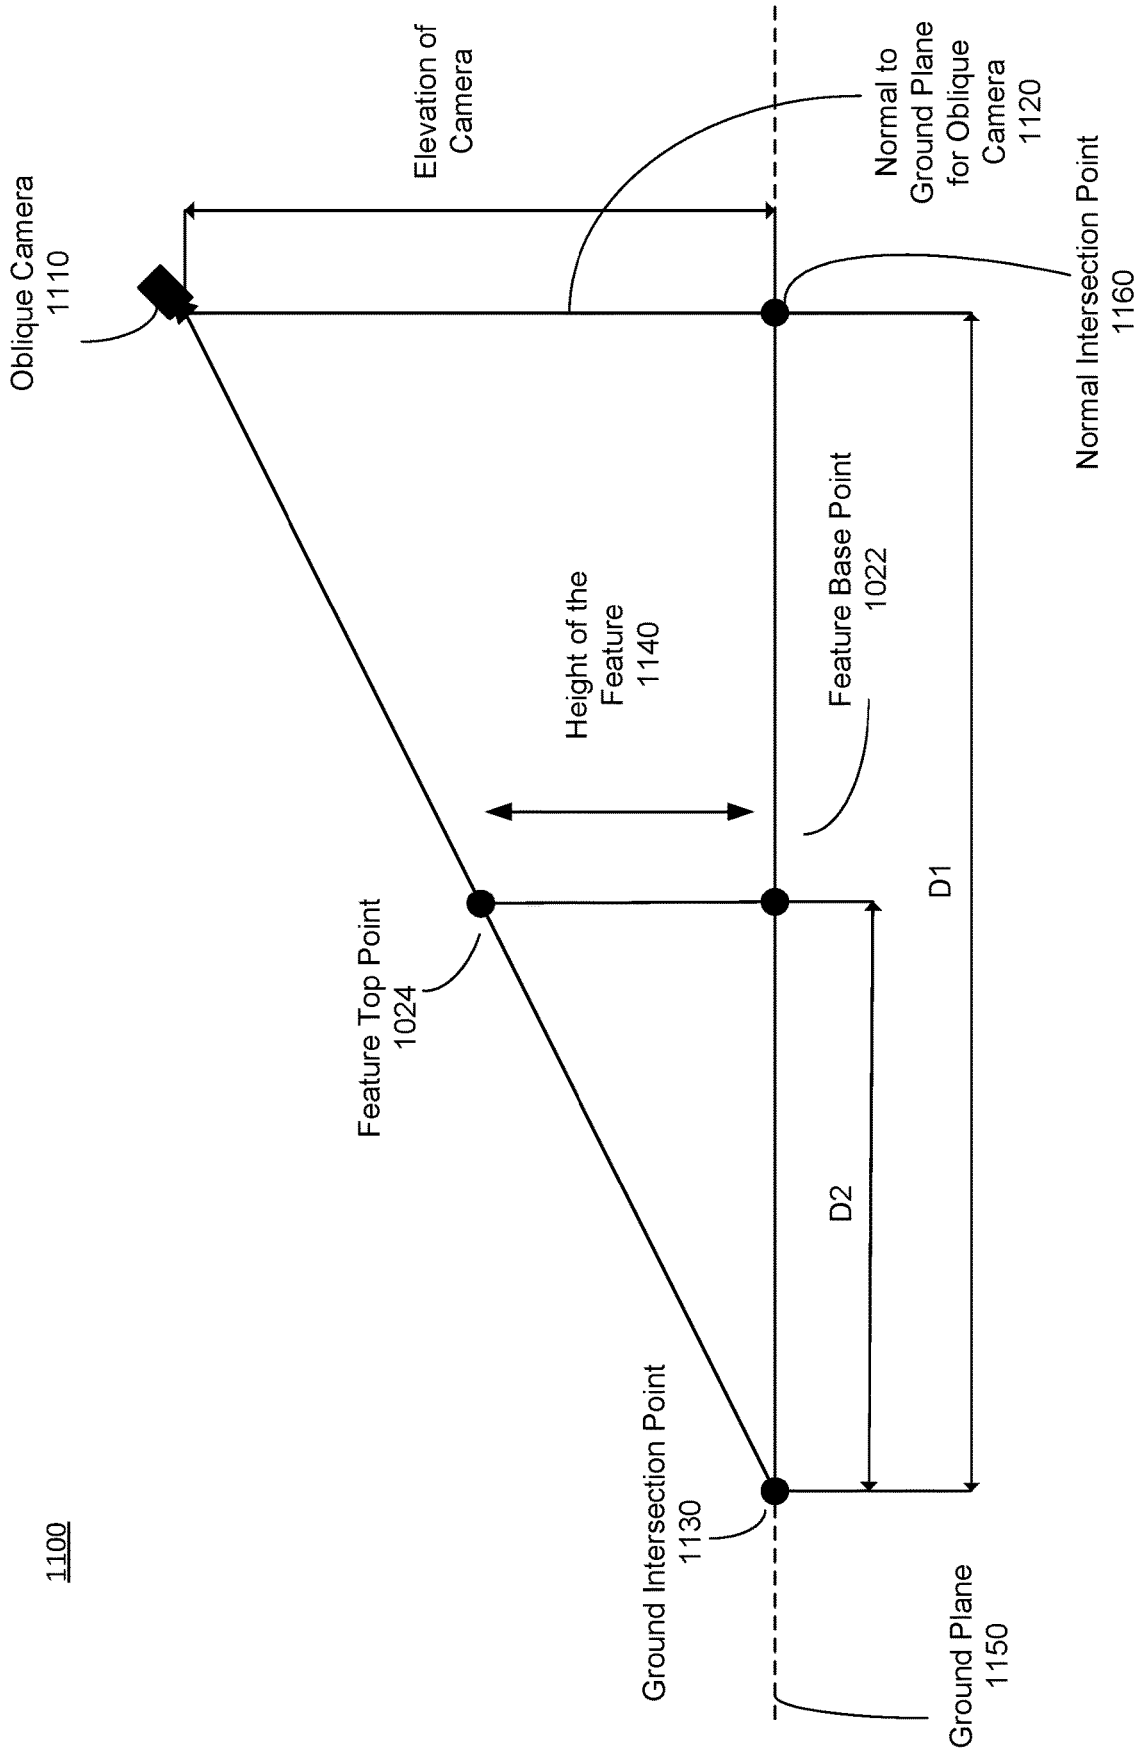 1100
Oblique Camera
1110
Elevation of
Camera
Normal to
Ground Plane
for Oblique
Camera
1120
Feature Top Point
1024
Height of the
Feature
1140
Feature Base Point
1022
Normal Intersection Point
1160
Ground Intersection Point
1130
D2
D1
Ground Plane
1150